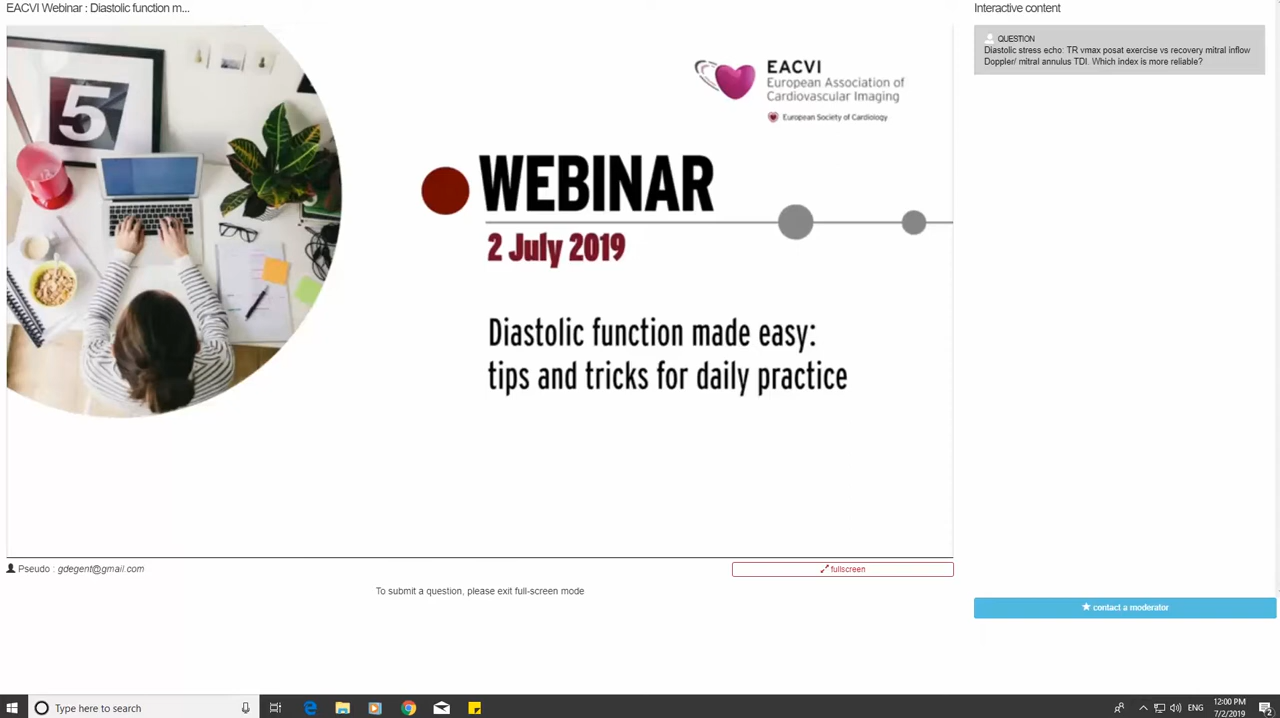 EACVI Webinar : Diastolic function m...
Interactive content
QUESTION
Diastolic stress echo: TR vmax posat exercise vs recovery mitral inflow
Doppler/ mitral annulus TDI. Which index is more reliable?
5
EACVI
European Association of
Cardiovascular Imaging
European Society of Cardiology
WEBINAR
2 July 2019
Diastolic function made easy:
tips and tricks for daily practice
Pseudo : gdegent@gmail.com
fullscreen
To submit a question, please exit full-screen mode
contact a moderator
Type here to search
ENG
12:00 PM
7/2/2019
2